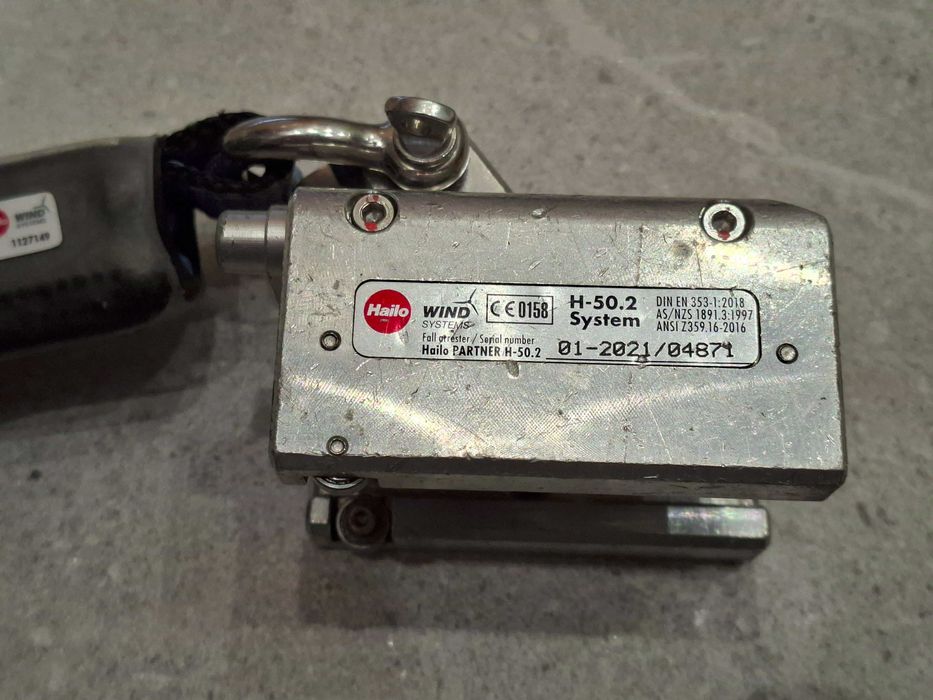 WIND
SYSTEMS
1127149
Hailo
WIND
SYSTEMS
CE 0158
H-50.2
System
DIN EN 353-1:2018
AS/NZS 1891.3:1997
ANSI Z359.16-2016
Fall arrester / Serial number
Hailo PARTNER H-50.2
01-2021/04871